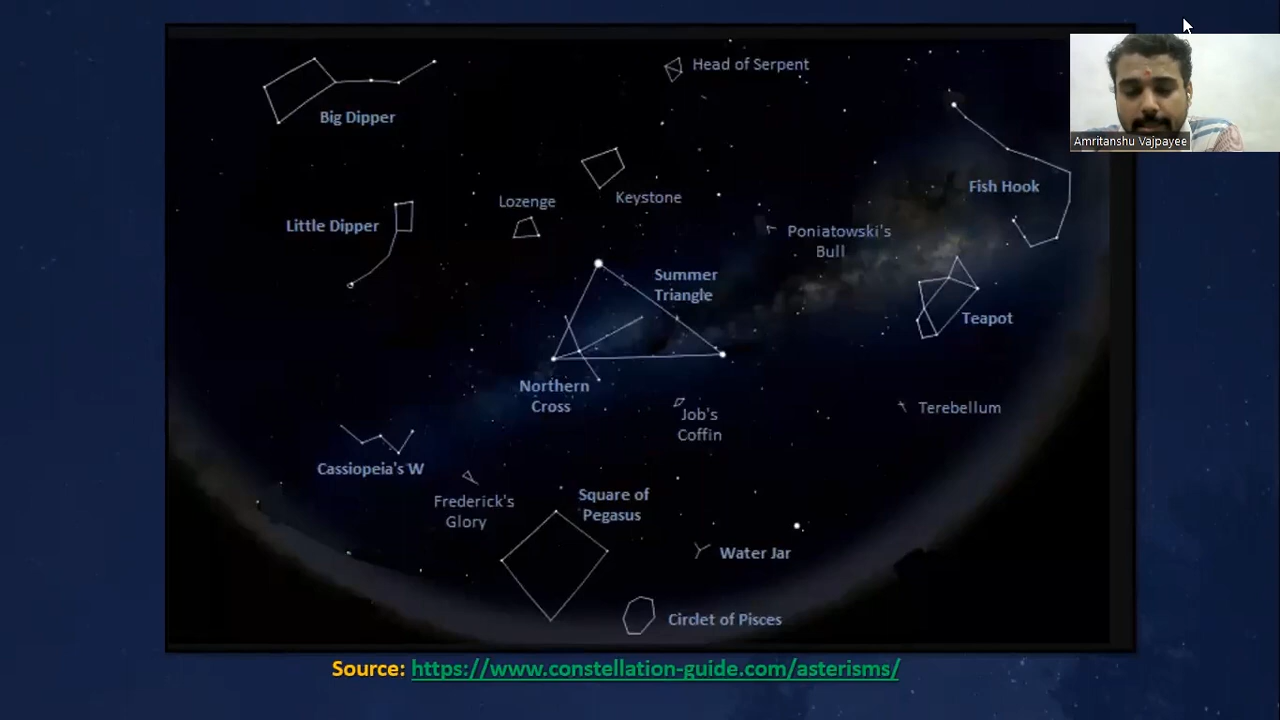 Head of Serpent
Big Dipper
Amritanshu Vajpayee
Fish Hook
Keystone
Lozenge
Little Dipper
Poniatowski's
Bull
Summer
Triangle
Teapot
Northern
Cross
Job's
Coffin
Terebellum
Cassiopeia's W
Frederick's
Glory
Square of
Pegasus
Water Jar
Circlet of Pisces
Source: https://www.constellation-guide.com/asterisms/